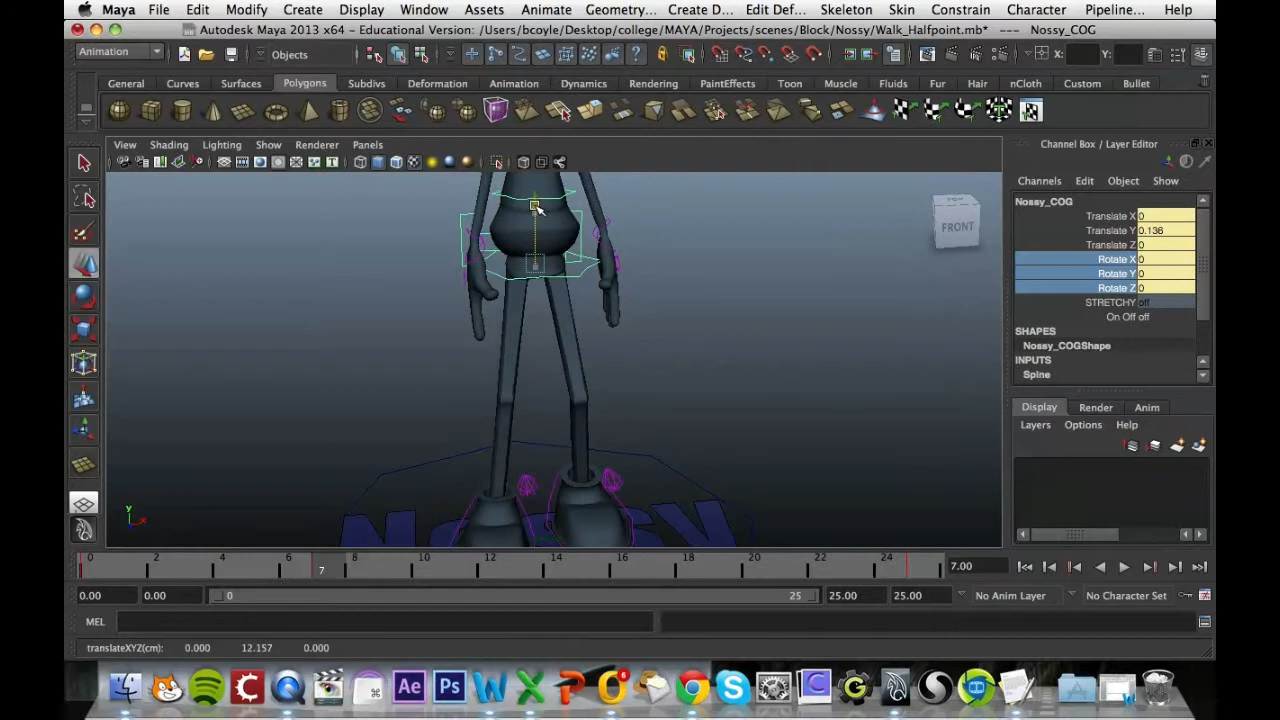 Maya File Edit Modify Create Display Window Assets Animate Geometry... Create D... Edit Def... Skeleton Skin Constrain Character Pipeline... Help
Autodesk Maya 2013 x64 - Educational Version: /Users/bcoyle/Desktop/college/MAYA/Projects/scenes/Block/Nossy/Walk_Halfpoint.mb* --- Nossy_COG
Animation Objects X: Y:
General Curves Surfaces Polygons Subdivs Deformation Animation Dynamics Rendering PaintEffects Toon Muscle Fluids Fur Hair nCloth Custom Bullet
View Shading Lighting Show Renderer Panels
Channel Box / Layer Editor
Channels Edit Object Show
Nossy_COG
Translate X 0
Translate Y 0.136
Translate Z 0
Rotate X 0
Rotate Y 0
Rotate Z 0
STRETCHY off
On Off off
SHAPES
Nossy_COGShape
INPUTS
Spine
FRONT
Display Render Anim
Layers Options Help
Nossy
y
x
0 2 4 6 8 10 12 14 16 18 20 22 24
7
7.00
0.00 0.00 0 25 25.00 25.00 No Anim Layer No Character Set
MEL
translateXYZ(cm): 0.000 12.157 0.000
Ae Ps 6